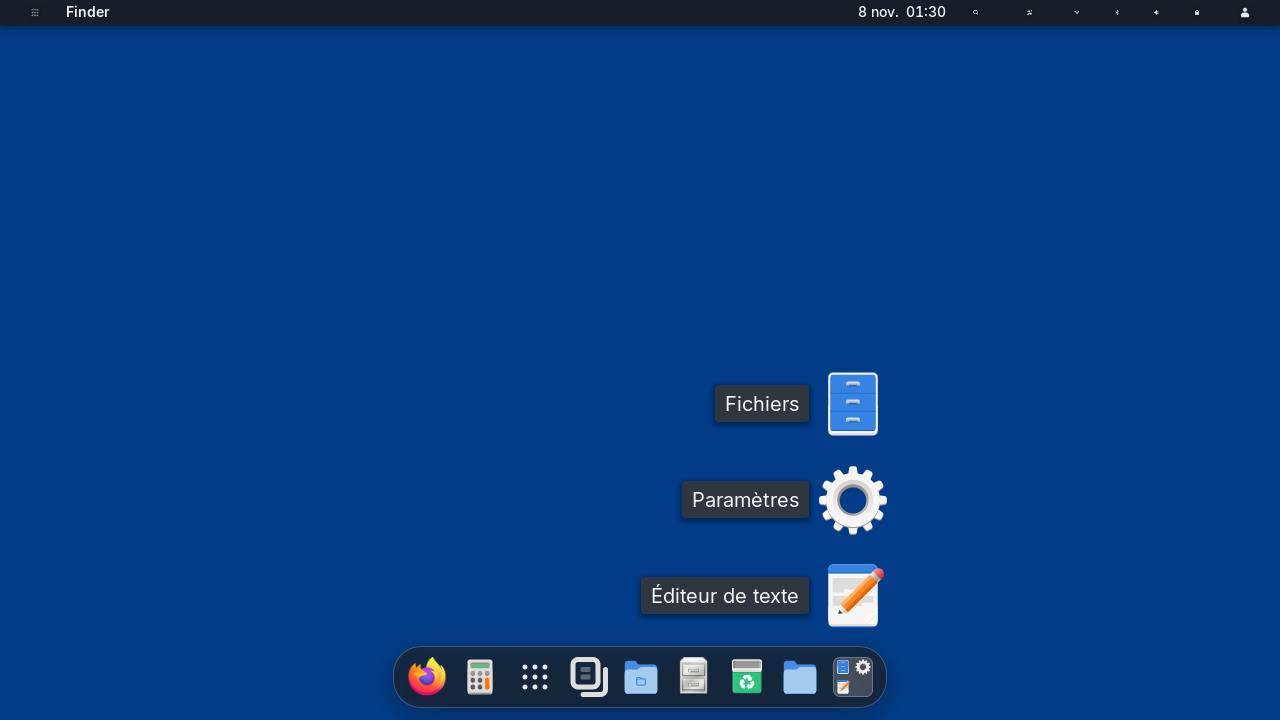 Finder
8 nov. 01:30
Fichiers
Paramètres
Éditeur de texte